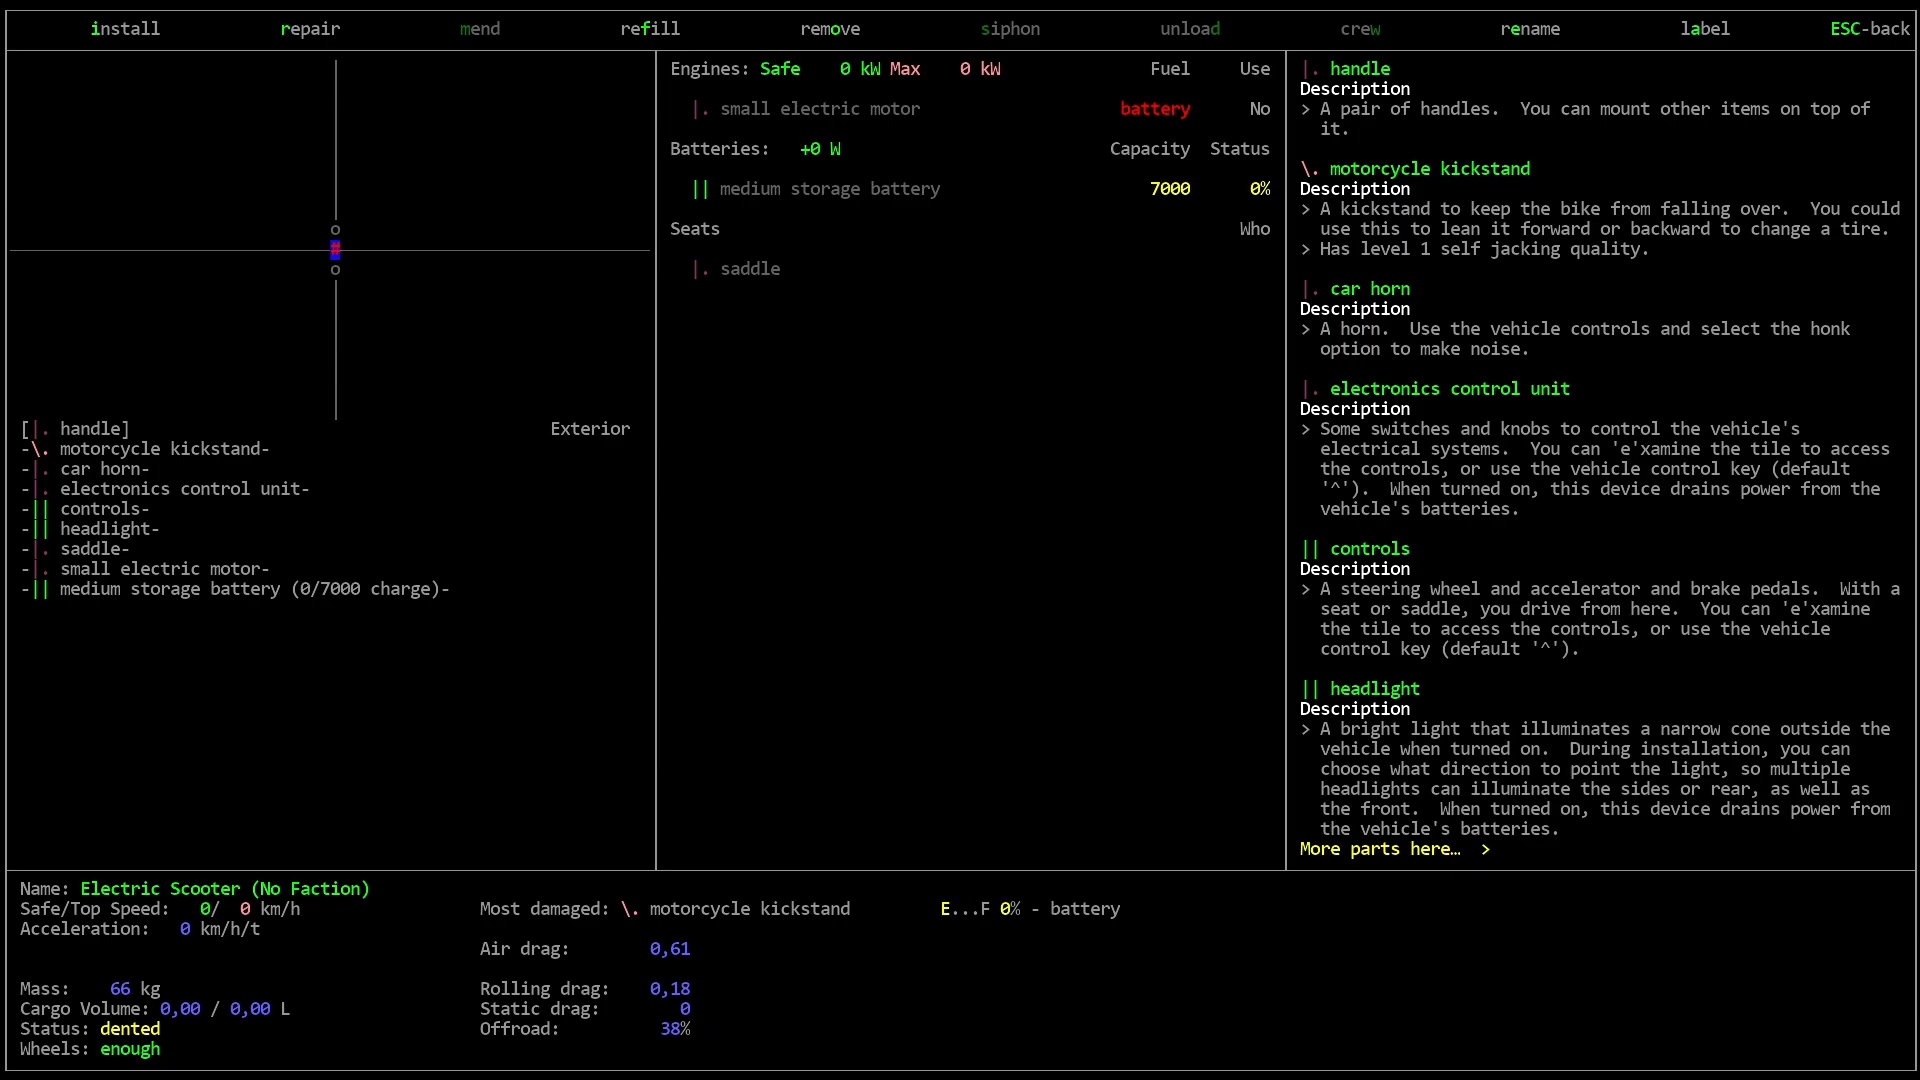 install repair mend refill remove siphon unload crew rename label ESC-back
o
#
o
[|. handle] Exterior
-\. motorcycle kickstand-
-|. car horn-
-|. electronics control unit-
-|| controls-
-|| headlight-
-|. saddle-
-|. small electric motor-
-|| medium storage battery (0/7000 charge)-
Engines: Safe 0 kW Max 0 kW Fuel Use
|. small electric motor battery No
Batteries: +0 W Capacity Status
|| medium storage battery 7000 0%
Seats Who
|. saddle
|. handle
Description
> A pair of handles. You can mount other items on top of
it.
\. motorcycle kickstand
Description
> A kickstand to keep the bike from falling over. You could
use this to lean it forward or backward to change a tire.
> Has level 1 self jacking quality.
|. car horn
Description
> A horn. Use the vehicle controls and select the honk
option to make noise.
|. electronics control unit
Description
> Some switches and knobs to control the vehicle's
electrical systems. You can 'e'xamine the tile to access
the controls, or use the vehicle control key (default
'^'). When turned on, this device drains power from the
vehicle's batteries.
|| controls
Description
> A steering wheel and accelerator and brake pedals. With a
seat or saddle, you drive from here. You can 'e'xamine
the tile to access the controls, or use the vehicle
control key (default '^').
|| headlight
Description
> A bright light that illuminates a narrow cone outside the
vehicle when turned on. During installation, you can
choose what direction to point the light, so multiple
headlights can illuminate the sides or rear, as well as
the front. When turned on, this device drains power from
the vehicle's batteries.
More parts here… >
Name: Electric Scooter (No Faction)
Safe/Top Speed: 0/ 0 km/h
Acceleration: 0 km/h/t
Mass: 66 kg
Cargo Volume: 0,00 / 0,00 L
Status: dented
Wheels: enough
Most damaged: \. motorcycle kickstand
Air drag: 0,61
Rolling drag: 0,18
Static drag: 0
Offroad: 38%
E...F 0% - battery